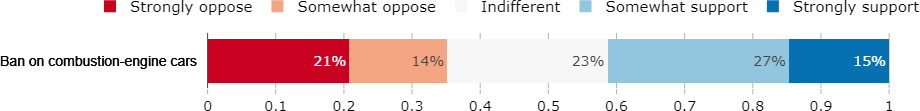 Strongly oppose Somewhat oppose Indifferent Somewhat support Strongly support
Ban on combustion-engine cars 21% 14% 23% 27% 15%
0 0.1 0.2 0.3 0.4 0.5 0.6 0.7 0.8 0.9 1